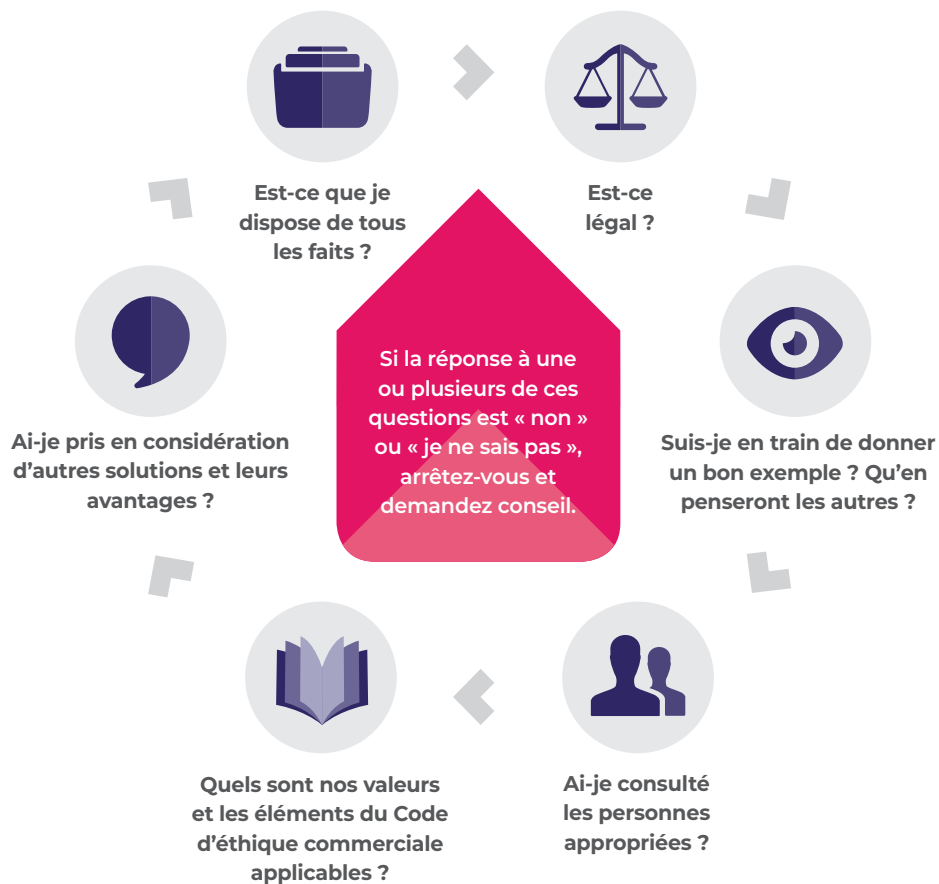 Est-ce que je
dispose de tous
les faits ?
Est-ce
légal ?
Suis-je en train de donner
un bon exemple ? Qu’en
penseront les autres ?
Ai-je consulté
les personnes
appropriées ?
Quels sont nos valeurs
et les éléments du Code
d’éthique commerciale
applicables ?
Ai-je pris en considération
d’autres solutions et leurs
avantages ?
Si la réponse à une
ou plusieurs de ces
questions est « non »
ou « je ne sais pas »,
arrêtez-vous et
demandez conseil.